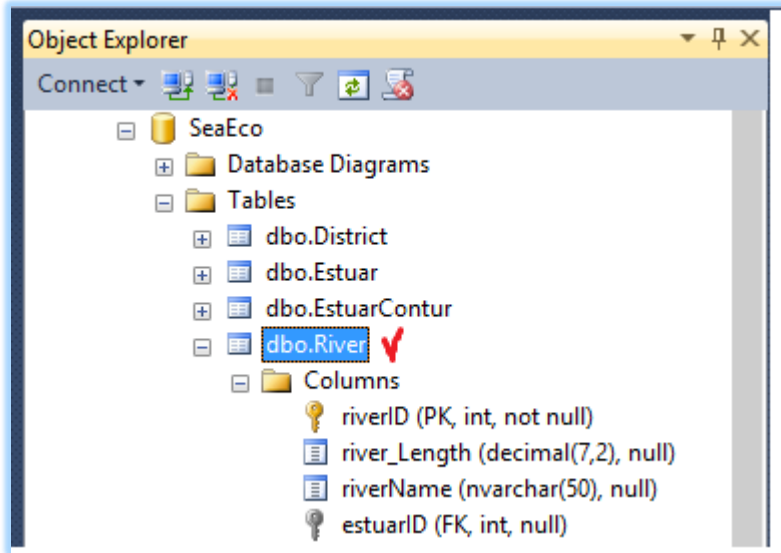 Object Explorer
Connect
SeaEco
Database Diagrams
Tables
dbo.District
dbo.Estuar
dbo.EstuarContur
dbo.River
Columns
riverID (PK, int, not null)
river_Length (decimal(7,2), null)
riverName (nvarchar(50), null)
estuarID (FK, int, null)